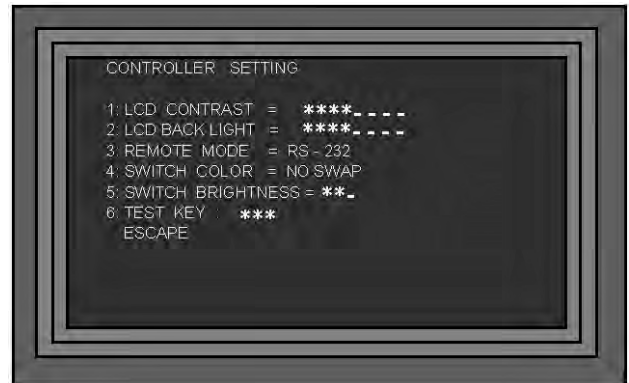 CONTROLLER SETTING
1: LCD CONTRAST = ****----
2: LCD BACK LIGHT = ****----
3: REMOTE MODE = RS-232
4: SWITCH COLOR = NO SWAP
5: SWITCH BRIGHTNESS = **-
6: TEST KEY ***
ESCAPE